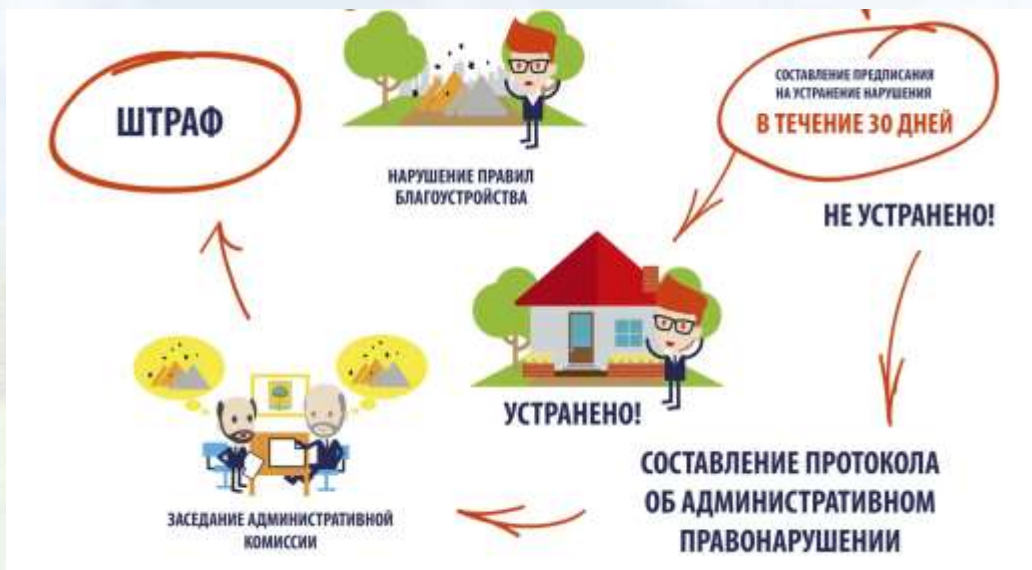 ШТРАФ
НАРУШЕНИЕ ПРАВИЛ
БЛАГОУСТРОЙСТВА
СОСТАВЛЕНИЕ ПРЕДПИСАНИЯ
НА УСТРАНЕНИЕ НАРУШЕНИЯ
В ТЕЧЕНИЕ 30 ДНЕЙ
НЕ УСТРАНЕНО!
УСТРАНЕНО!
СОСТАВЛЕНИЕ ПРОТОКОЛА
ОБ АДМИНИСТРАТИВНОМ
ПРАВОНАРУШЕНИИ
ЗАСЕДАНИЕ АДМИНИСТРАТИВНОЙ
КОМИССИИ